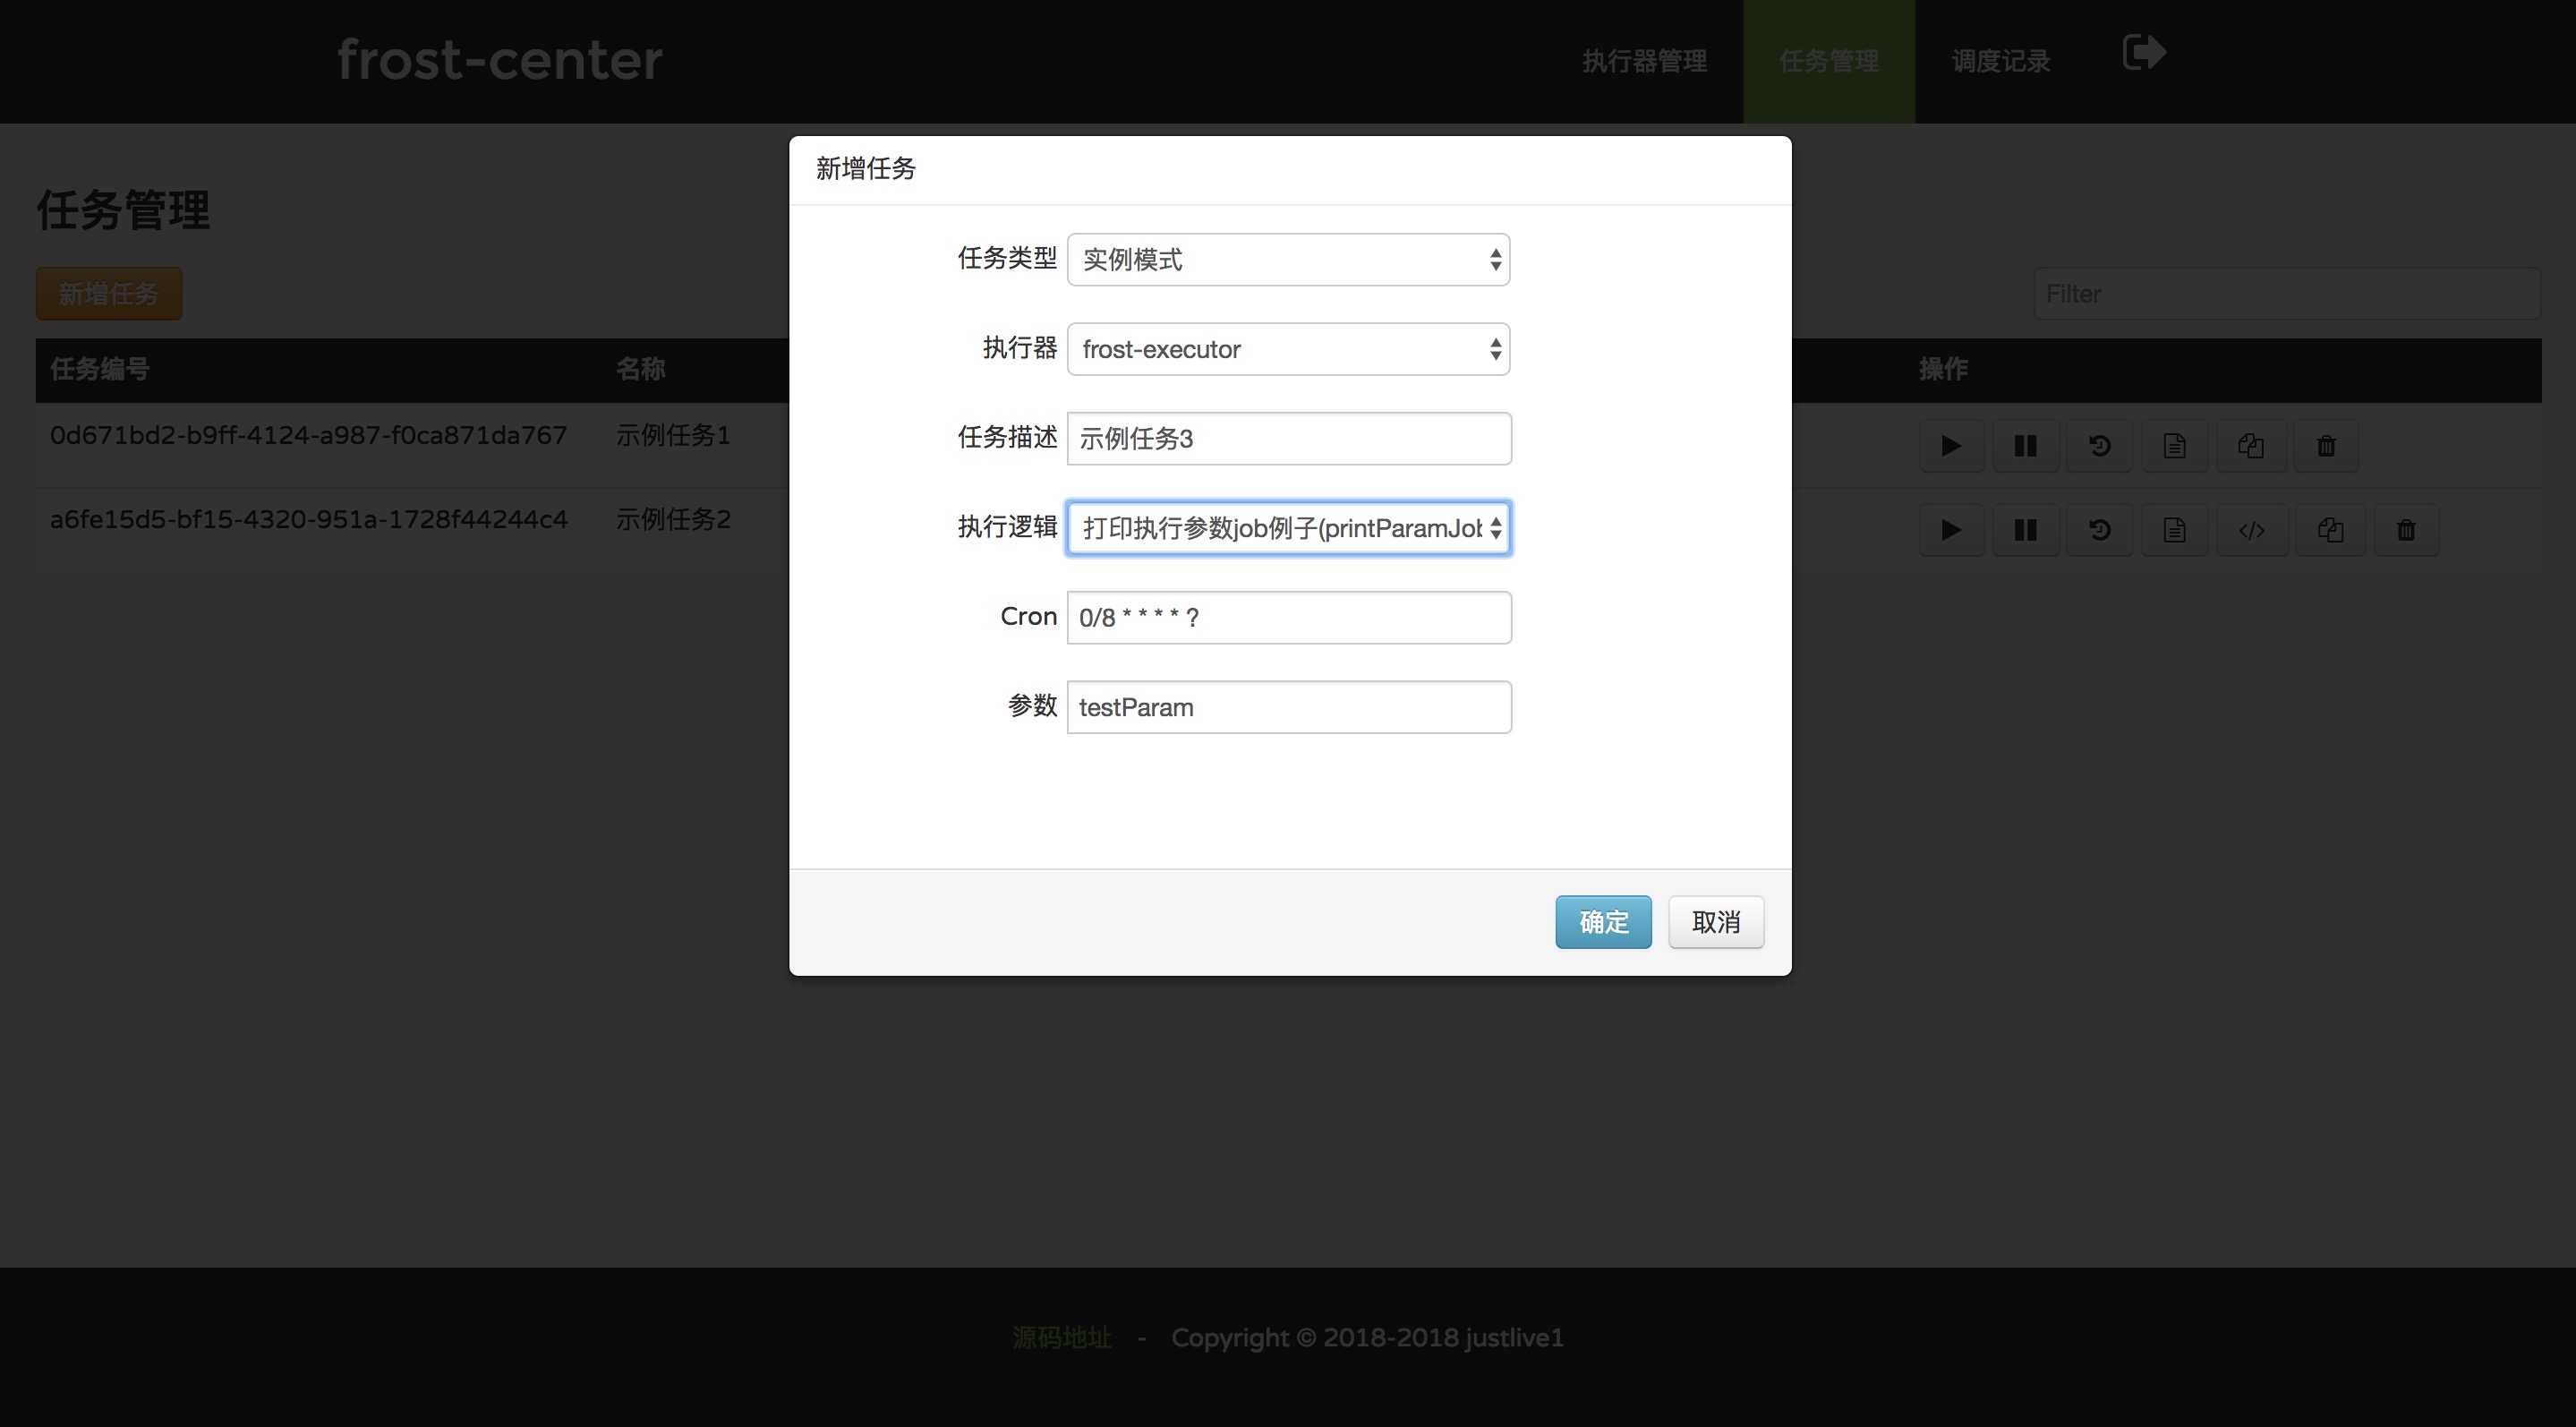 frost-center
执行器管理
任务管理
调度记录
任务管理
新增任务
Filter
任务编号 名称 操作
0d671bd2-b9ff-4124-a987-f0ca871da767 示例任务1
a6fe15d5-bf15-4320-951a-1728f44244c4 示例任务2
新增任务
任务类型 实例模式
执行器 frost-executor
任务描述 示例任务3
执行逻辑 打印执行参数job例子(printParamJob
Cron 0/8 * * * * ?
参数 testParam
确定 取消
源码地址 - Copyright © 2018-2018 justlive1